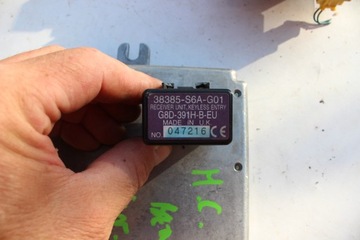 38385-S6A-G01
RECEIVER UNIT, KEYLESS ENTRY
G8D-391H-B-EU
MADE IN U.K.
NO 047216 CE
H.C.